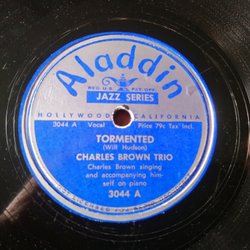 Aladdin
REG. U.S. PAT. OFF.
JAZZ SERIES
HOLLYWOOD CALIFORNIA
3044 A Vocal Price 79c Tax Incl.
TORMENTED
(Will Hudson)
CHARLES BROWN TRIO
Charles Brown singing
and accompanying him-
self on piano
3044 A